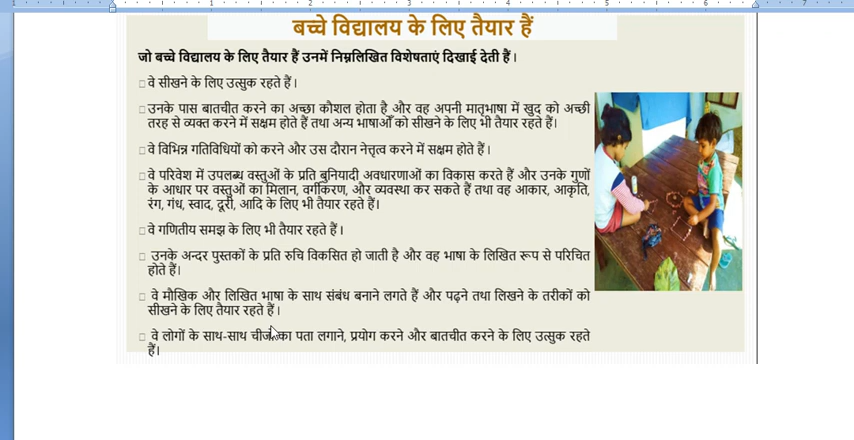 बच्चे विद्यालय के लिए तैयार हैं
जो बच्चे विद्यालय के लिए तैयार हैं उनमें निम्नलिखित विशेषताएं दिखाई देती हैं।
वे सीखने के लिए उत्सुक रहते हैं।
उनके पास बातचीत करने का अच्छा कौशल होता है और वह अपनी मातृभाषा में खुद को अच्छी
तरह से व्यक्त करने में सक्षम होते हैं तथा अन्य भाषाओँ को सीखने के लिए भी तैयार रहते हैं।
वे विभिन्न गतिविधियों को करने और उस दौरान नेत्तृत्व करने में सक्षम होते हैं।
वे परिवेश में उपलब्ध वस्तुओं के प्रति बुनियादी अवधारणाओं का विकास करते हैं और उनके गुणों
के आधार पर वस्तुओं का मिलान, वर्गीकरण, और व्यवस्था कर सकते हैं तथा वह आकार, आकृति,
रंग, गंध, स्वाद, दूरी, आदि के लिए भी तैयार रहते हैं।
वे गणितीय समझ के लिए भी तैयार रहते हैं।
उनके अन्दर पुस्तकों के प्रति रुचि विकसित हो जाती है और वह भाषा के लिखित रूप से परिचित
होते हैं।
वे मौखिक और लिखित भाषा के साथ संबंध बनाने लगते हैं और पढ़ने तथा लिखने के तरीकों को
सीखने के लिए तैयार रहते हैं।
वे लोगों के साथ-साथ चीजों का पता लगाने, प्रयोग करने और बातचीत करने के लिए उत्सुक रहते
हैं।